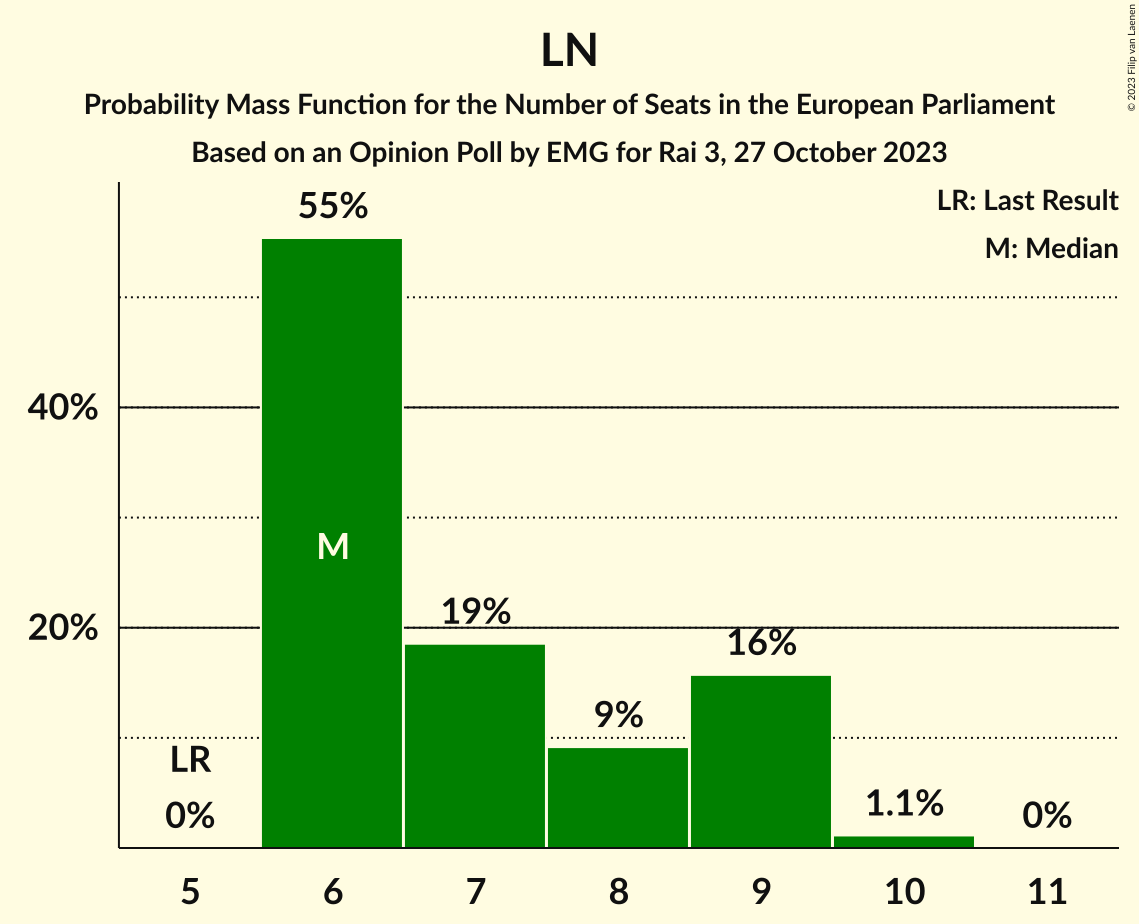 LN
Probability Mass Function for the Number of Seats in the European Parliament
Based on an Opinion Poll by EMG for Rai 3, 27 October 2023
© 2023 Filip van Laenen
LR: Last Result
M: Median
55%
40%
M
20%
19%
16%
9%
LR
0%
1.1%
0%
5 6 7 8 9 10 11